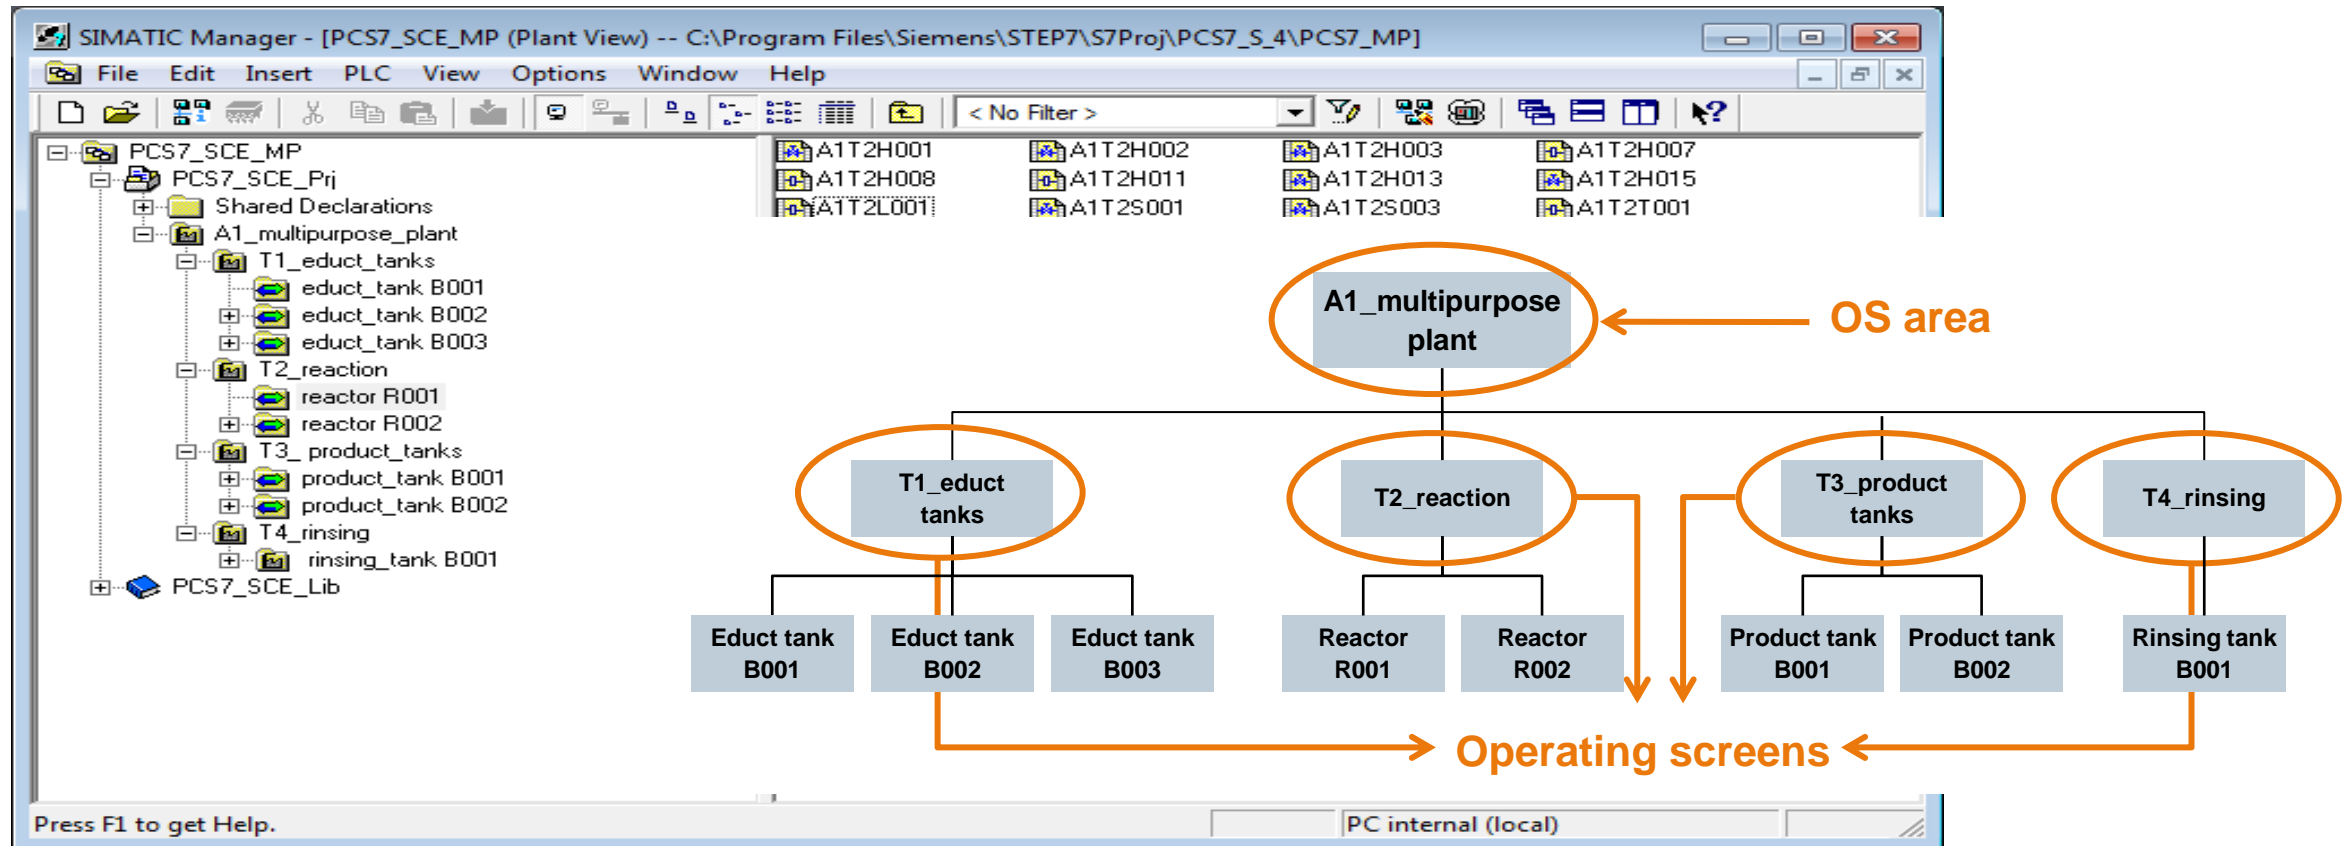 SIMATIC Manager - [PCS7_SCE_MP (Plant View) -- C:\Program Files\Siemens\STEP7\S7Proj\PCS7_S_4\PCS7_MP]
File Edit Insert PLC View Options Window Help
< No Filter >
PCS7_SCE_MP
PCS7_SCE_Prj
Shared Declarations
A1_multipurpose_plant
T1_educt_tanks
educt_tank B001
educt_tank B002
educt_tank B003
T2_reaction
reactor R001
reactor R002
T3_ product_tanks
product_tank B001
product_tank B002
T4_rinsing
rinsing_tank B001
PCS7_SCE_Lib
A1T2H001 A1T2H002 A1T2H003 A1T2H007
A1T2H008 A1T2H011 A1T2H013 A1T2H015
A1T2L001 A1T2S001 A1T2S003 A1T2T001
A1_multipurpose
plant
OS area
T1_educt
tanks
T2_reaction
T3_product
tanks
T4_rinsing
Educt tank
B001
Educt tank
B002
Educt tank
B003
Reactor
R001
Reactor
R002
Product tank
B001
Product tank
B002
Rinsing tank
B001
Operating screens
Press F1 to get Help.
PC internal (local)